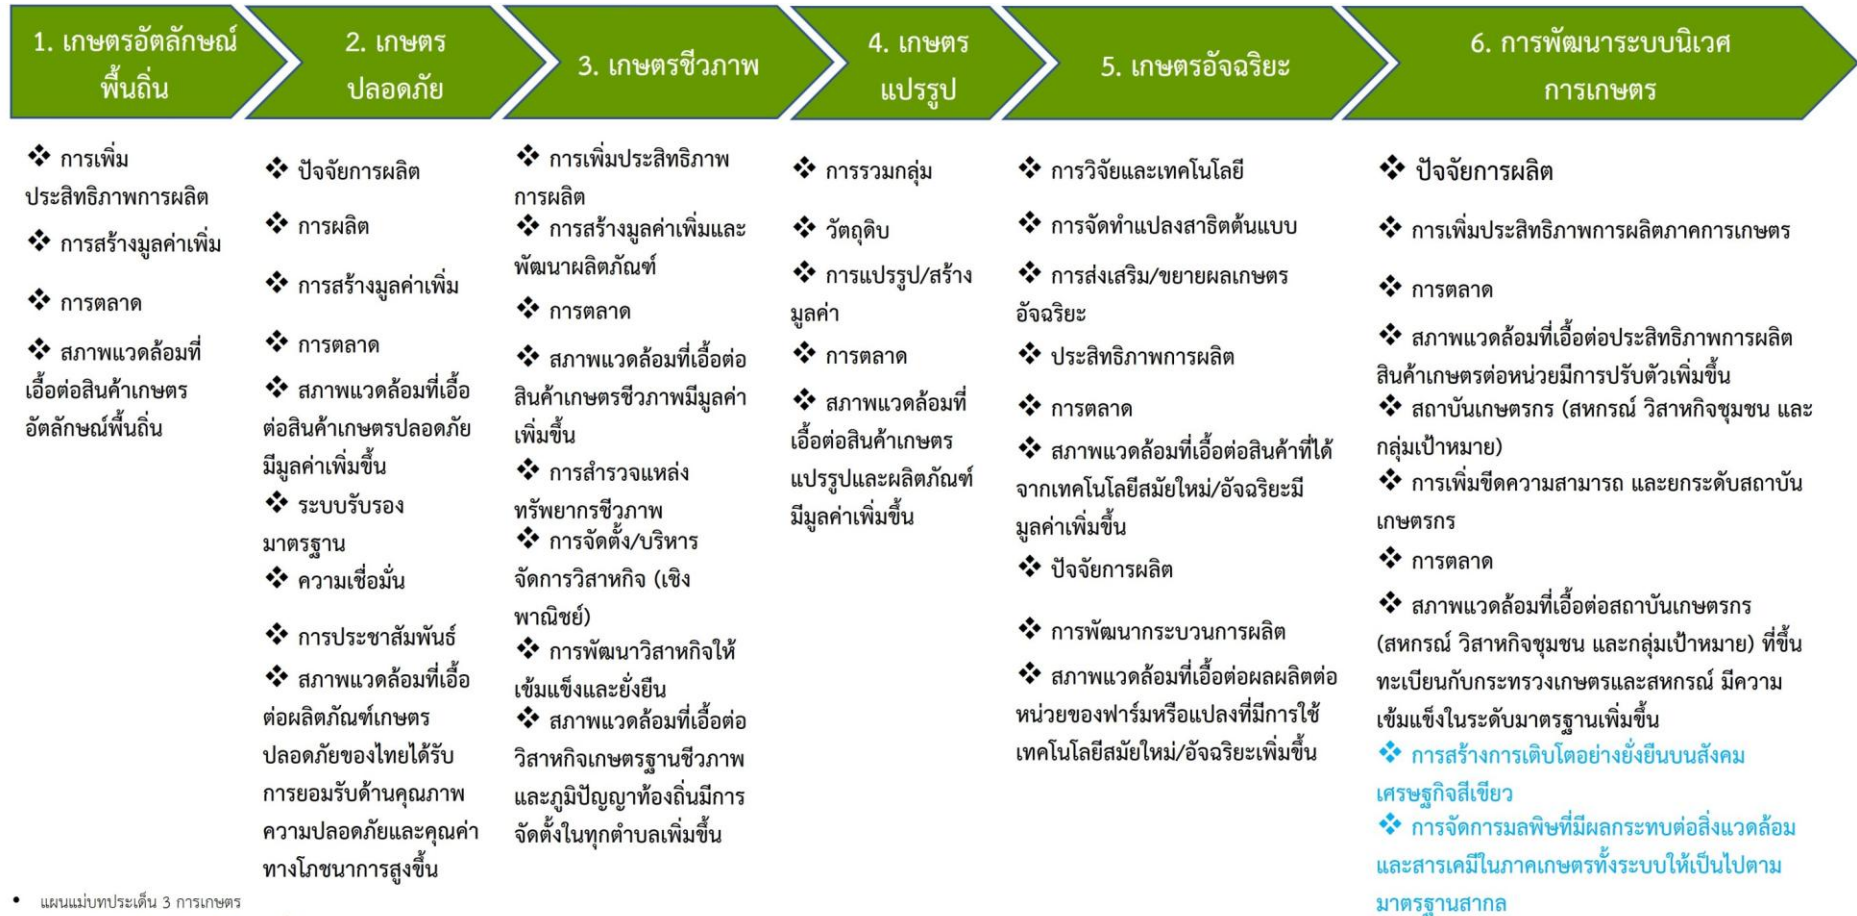 1. เกษตรอัตลักษณ์
พื้นถิ่น
2. เกษตร
ปลอดภัย
3. เกษตรชีวภาพ
4. เกษตร
แปรรูป
5. เกษตรอัจฉริยะ
6. การพัฒนาระบบนิเวศ
การเกษตร
❖ การเพิ่ม
ประสิทธิภาพการผลิต
❖ การสร้างมูลค่าเพิ่ม
❖ การตลาด
❖ สภาพแวดล้อมที่
เอื้อต่อสินค้าเกษตร
อัตลักษณ์พื้นถิ่น
❖ ปัจจัยการผลิต
❖ การผลิต
❖ การสร้างมูลค่าเพิ่ม
❖ การตลาด
❖ สภาพแวดล้อมที่เอื้อ
ต่อสินค้าเกษตรปลอดภัย
มีมูลค่าเพิ่มขึ้น
❖ ระบบรับรอง
มาตรฐาน
❖ ความเชื่อมั่น
❖ การประชาสัมพันธ์
❖ สภาพแวดล้อมที่เอื้อ
ต่อผลิตภัณฑ์เกษตร
ปลอดภัยของไทยได้รับ
การยอมรับด้านคุณภาพ
ความปลอดภัยและคุณค่า
ทางโภชนาการสูงขึ้น
❖ การเพิ่มประสิทธิภาพ
การผลิต
❖ การสร้างมูลค่าเพิ่มและ
พัฒนาผลิตภัณฑ์
❖ การตลาด
❖ สภาพแวดล้อมที่เอื้อต่อ
สินค้าเกษตรชีวภาพมีมูลค่า
เพิ่มขึ้น
❖ การสำรวจแหล่ง
ทรัพยากรชีวภาพ
❖ การจัดตั้ง/บริหาร
จัดการวิสาหกิจ (เชิง
พาณิชย์)
❖ การพัฒนาวิสาหกิจให้
เข้มแข็งและยั่งยืน
❖ สภาพแวดล้อมที่เอื้อต่อ
วิสาหกิจเกษตรฐานชีวภาพ
และภูมิปัญญาท้องถิ่นมีการ
จัดตั้งในทุกตำบลเพิ่มขึ้น
❖ การรวมกลุ่ม
❖ วัตถุดิบ
❖ การแปรรูป/สร้าง
มูลค่า
❖ การตลาด
❖ สภาพแวดล้อมที่
เอื้อต่อสินค้าเกษตร
แปรรูปและผลิตภัณฑ์
มีมูลค่าเพิ่มขึ้น
❖ การวิจัยและเทคโนโลยี
❖ การจัดทำแปลงสาธิตต้นแบบ
❖ การส่งเสริม/ขยายผลเกษตร
อัจฉริยะ
❖ ประสิทธิภาพการผลิต
❖ การตลาด
❖ สภาพแวดล้อมที่เอื้อต่อสินค้าที่ได้
จากเทคโนโลยีสมัยใหม่/อัจฉริยะมี
มูลค่าเพิ่มขึ้น
❖ ปัจจัยการผลิต
❖ การพัฒนากระบวนการผลิต
❖ สภาพแวดล้อมที่เอื้อต่อผลผลิตต่อ
หน่วยของฟาร์มหรือแปลงที่มีการใช้
เทคโนโลยีสมัยใหม่/อัจฉริยะเพิ่มขึ้น
❖ ปัจจัยการผลิต
❖ การเพิ่มประสิทธิภาพการผลิตภาคการเกษตร
❖ การตลาด
❖ สภาพแวดล้อมที่เอื้อต่อประสิทธิภาพการผลิต
สินค้าเกษตรต่อหน่วยมีการปรับตัวเพิ่มขึ้น
❖ สถาบันเกษตรกร (สหกรณ์ วิสาหกิจชุมชน และ
กลุ่มเป้าหมาย)
❖ การเพิ่มขีดความสามารถ และยกระดับสถาบัน
เกษตรกร
❖ การตลาด
❖ สภาพแวดล้อมที่เอื้อต่อสถาบันเกษตรกร
(สหกรณ์ วิสาหกิจชุมชน และกลุ่มเป้าหมาย) ที่ขึ้น
ทะเบียนกับกระทรวงเกษตรและสหกรณ์ มีความ
เข้มแข็งในระดับมาตรฐานเพิ่มขึ้น
❖ การสร้างการเติบโตอย่างยั่งยืนบนสังคม
เศรษฐกิจสีเขียว
❖ การจัดการมลพิษที่มีผลกระทบต่อสิ่งแวดล้อม
และสารเคมีในภาคเกษตรทั้งระบบให้เป็นไปตาม
มาตรฐานสากล
• แผนแม่บทประเด็น 3 การเกษตร